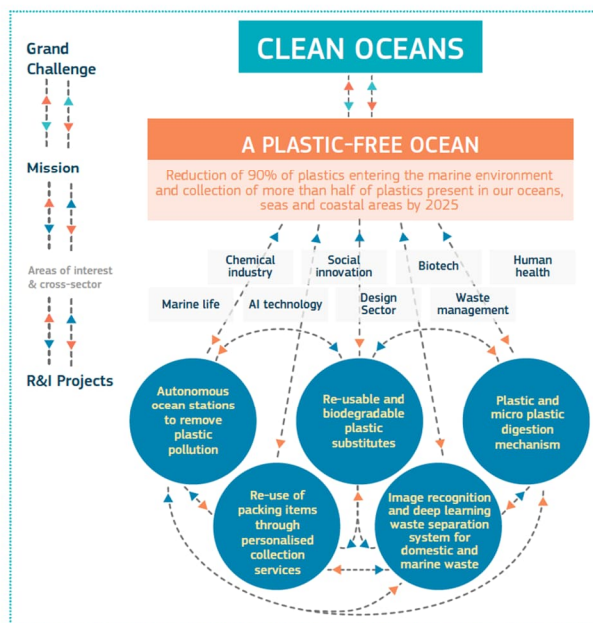 CLEAN OCEANS
Grand
Challenge
A PLASTIC-FREE OCEAN
Mission
Reduction of 90% of plastics entering the marine environment
and collection of more than half of plastics present in our oceans,
seas and coastal areas by 2025
Areas of interest
& cross-sector
Chemical
industry
Social
innovation
Biotech
Human
health
Marine life
AI technology
Design
Sector
Waste
management
R&I Projects
Autonomous
ocean stations
to remove
plastic
pollution
Re-usable and
biodegradable
plastic
substitutes
Plastic and
micro plastic
digestion
mechanism
Re-use of
packing items
through
personalised
collection
services
Image recognition
and deep learning
waste separation
system for
domestic and
marine waste